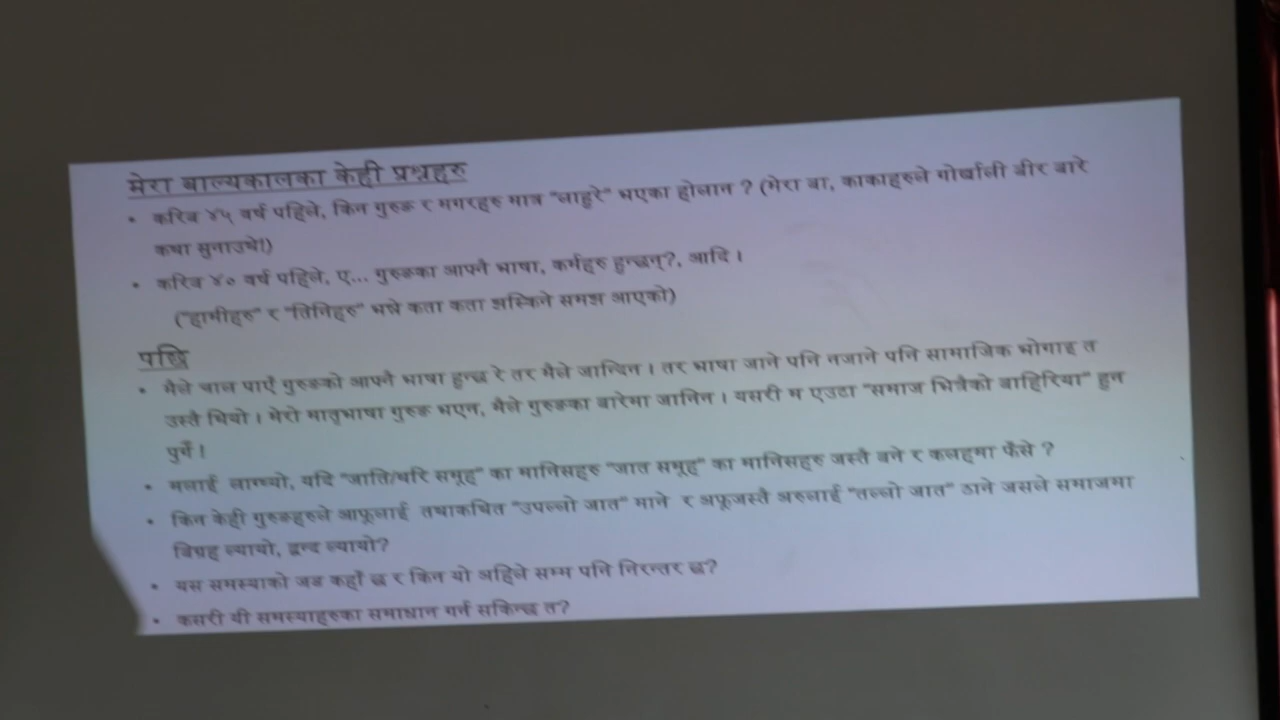 मेरा बाल्यकालका केही प्रश्नहरु
• करिब ४५ वर्ष पहिले, किन गुरुङ र मगरहरु मात्र "लाहुरे" भएका होलान ? (मेरा बा, काकाहरुले गोर्खाली बीर बारे
कथा सुनाउथे!)
• करिब ४० वर्ष पहिले, ए... गुरुङका आफ्नै भाषा, कर्महरु हुन्छन्?, आदि ।
("हामीहरु" र "तिनिहरु" भन्ने कता कता झस्किने समझ आएको)
पछि
• मैले चाल पाएँ गुरुङको आफ्नै भाषा हुन्छ रे तर मैले जान्दिन । तर भाषा जाने पनि नजाने पनि सामाजिक भोगाइ त
उस्तै थियो । मेरो मातृभाषा गुरुङ भएन, मैले गुरुङका बारेमा जानिन । यसरी म एउटा "समाज भित्रैको बाहिरिया" हुन
पुगेँ ।
• मलाई लाग्थ्यो, यदि "जाति/थरि समूह" का मानिसहरु "जात समूह" का मानिसहरु जस्तै बने र कलहमा फँसे ?
• किन केही गुरुङहरुले आफूलाई तथाकथित "उपल्लो जात" माने र अफूजस्तै अरुलाई "तल्लो जात" ठाने जसले समाजमा
बिग्रह ल्यायो, द्वन्द ल्यायो?
• यस समस्याको जड कहाँ छ र किन यो अहिले सम्म पनि निरन्तर छ?
• कसरी यी समस्याहरुका समाधान गर्न सकिन्छ त?